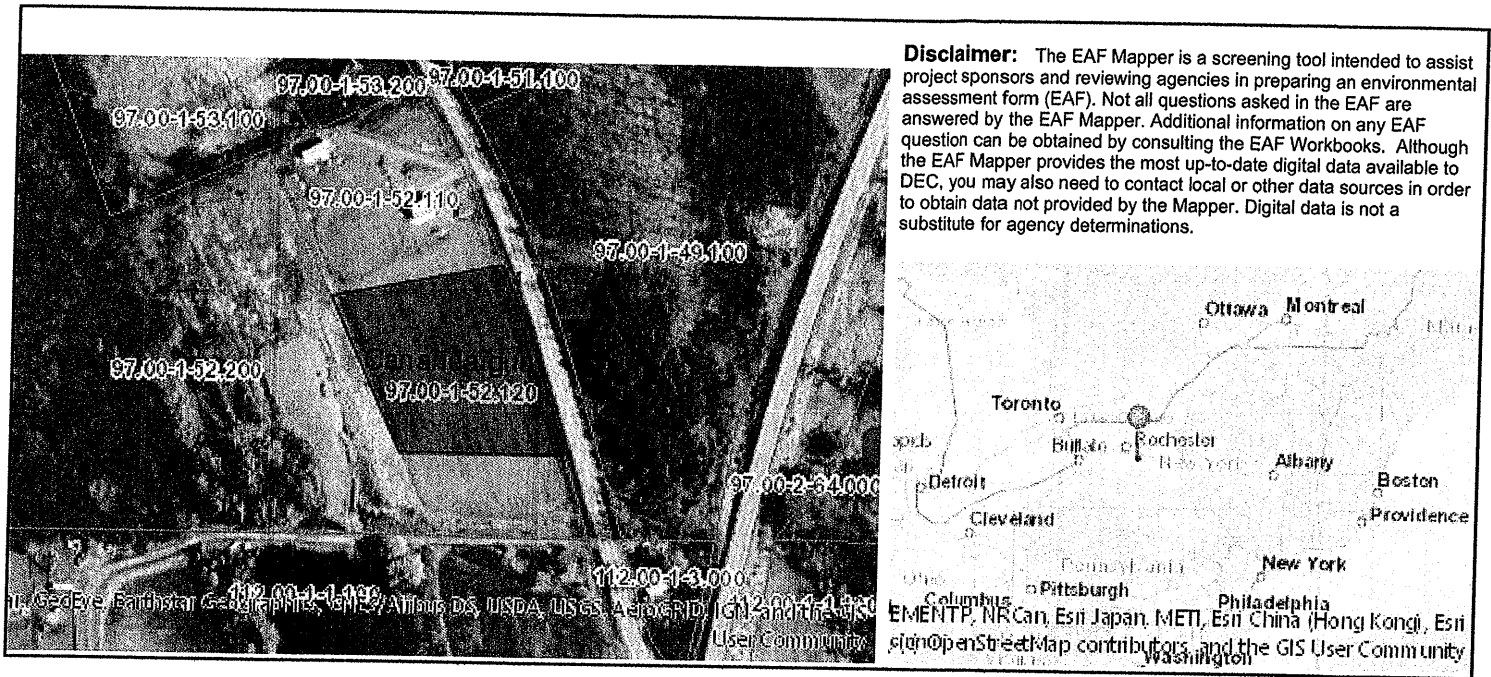 Disclaimer: The EAF Mapper is a screening tool intended to assist
project sponsors and reviewing agencies in preparing an environmental
assessment form (EAF). Not all questions asked in the EAF are
answered by the EAF Mapper. Additional information on any EAF
question can be obtained by consulting the EAF Workbooks. Although
the EAF Mapper provides the most up-to-date digital data available to
DEC, you may also need to contact local or other data sources in order
to obtain data not provided by the Mapper. Digital data is not a
substitute for agency determinations.
97.00-1-53.200
97.00-1-51.100
97.00-1-53.100
97.00-1-52.110
97.00-1-49.100
97.00-1-52.200
97.00-1-52.120
97.00-2-64.000
112.00-1-3.000
GeoEye, Earthstar Geographics, USDA, USGS, AeroGRID, IGN, and the GIS
User Community
Ottawa
Montreal
Toronto
Rochester
Buffalo
New York
Albany
Detroit
Boston
Providence
Cleveland
Pennsylvania
New York
Columbus
Pittsburgh
Philadelphia
NRCan, Esri Japan, METI, Esri China (Hong Kong), Esri
OpenStreetMap contributors, and the GIS User Community
Washington